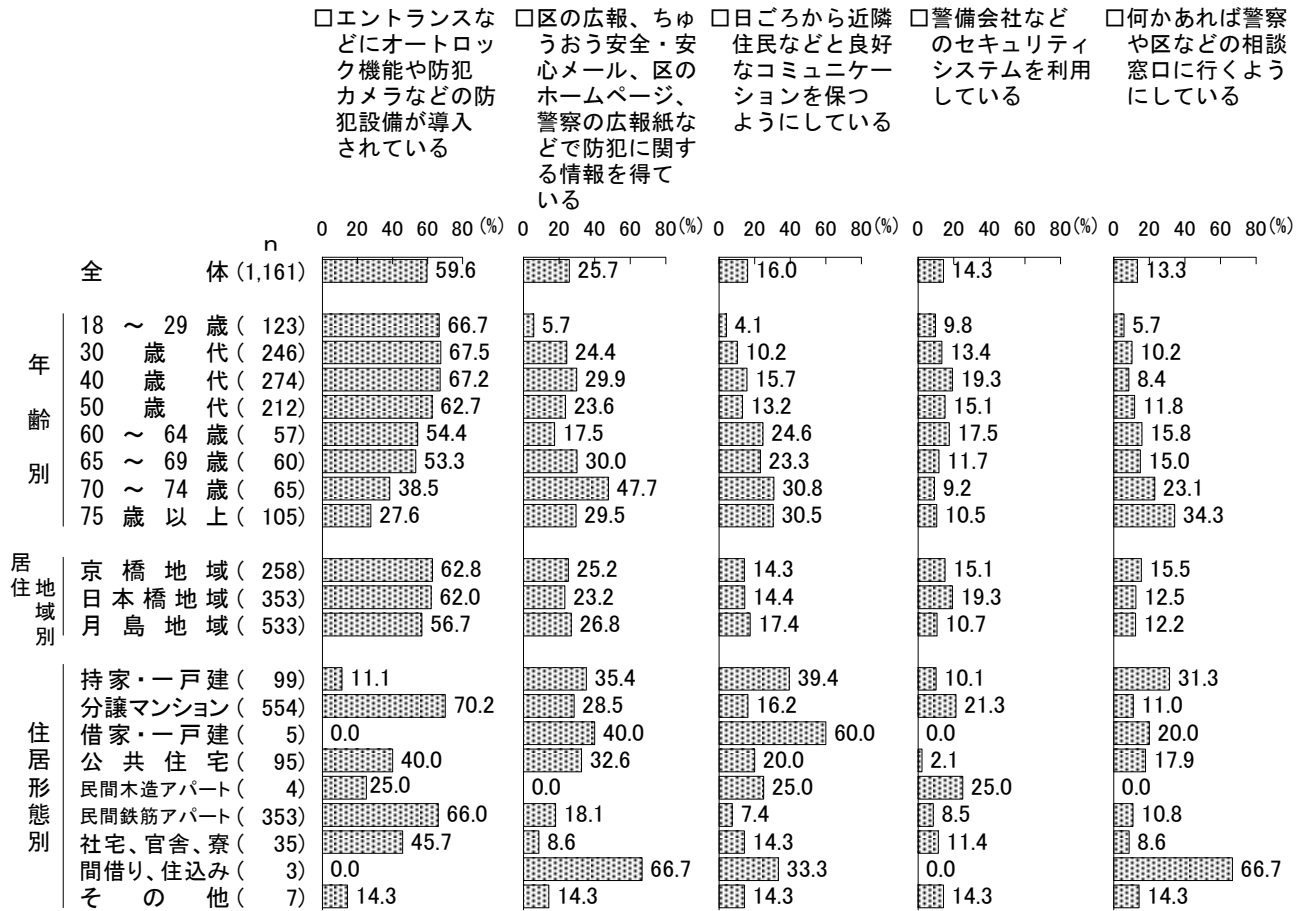 □エントランスな
どにオートロッ
ク機能や防犯
カメラなどの防
犯設備が導入
されている
□区の広報、ちゅ
うおう安全・安
心メール、区の
ホームページ、
警察の広報紙な
どで防犯に関す
る情報を得て
いる
□日ごろから近隣
住民などと良好
なコミュニケー
ションを保つ
ようにしている
□警備会社など
のセキュリティ
システムを利用
している
□何かあれば警察
や区などの相談
窓口に行くよう
にしている
n
0 20 40 60 80 (%) 0 20 40 60 80 (%) 0 20 40 60 80 (%) 0 20 40 60 80 (%) 0 20 40 60 80 (%)
全体 (1,161) 59.6 25.7 16.0 14.3 13.3
年齢別
18 ～ 29 歳 ( 123) 66.7 5.7 4.1 9.8 5.7
30 歳代 ( 246) 67.5 24.4 10.2 13.4 10.2
40 歳代 ( 274) 67.2 29.9 15.7 19.3 8.4
50 歳代 ( 212) 62.7 23.6 13.2 15.1 11.8
60 ～ 64 歳 ( 57) 54.4 17.5 24.6 17.5 15.8
65 ～ 69 歳 ( 60) 53.3 30.0 23.3 11.7 15.0
70 ～ 74 歳 ( 65) 38.5 47.7 30.8 9.2 23.1
75 歳以上 ( 105) 27.6 29.5 30.5 10.5 34.3
居住地域別
京橋地域 ( 258) 62.8 25.2 14.3 15.1 15.5
日本橋地域 ( 353) 62.0 23.2 14.4 19.3 12.5
月島地域 ( 533) 56.7 26.8 17.4 10.7 12.2
住居形態別
持家・一戸建 ( 99) 11.1 35.4 39.4 10.1 31.3
分譲マンション ( 554) 70.2 28.5 16.2 21.3 11.0
借家・一戸建 ( 5) 0.0 40.0 60.0 0.0 20.0
公共住宅 ( 95) 40.0 32.6 20.0 2.1 17.9
民間木造アパート ( 4) 25.0 0.0 25.0 25.0 0.0
民間鉄筋アパート ( 353) 66.0 18.1 7.4 8.5 10.8
社宅、官舎、寮 ( 35) 45.7 8.6 14.3 11.4 8.6
間借り、住込み ( 3) 0.0 66.7 33.3 0.0 66.7
その他 ( 7) 14.3 14.3 14.3 14.3 14.3